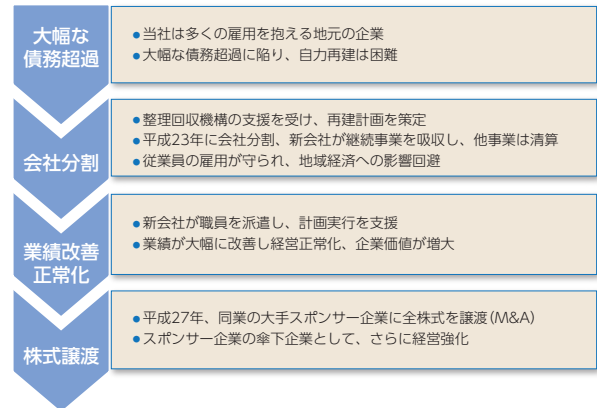 大幅な
債務超過
●当社は多くの雇用を抱える地元の企業
●大幅な債務超過に陥り、自力再建は困難
会社分割
●整理回収機構の支援を受け、再建計画を策定
●平成23年に会社分割、新会社が継続事業を吸収し、他事業は清算
●従業員の雇用が守られ、地域経済への影響回避
業績改善
正常化
●新会社が職員を派遣し、計画実行を支援
●業績が大幅に改善し経営正常化、企業価値が増大
株式譲渡
●平成27年、同業の大手スポンサー企業に全株式を譲渡(M&A)
●スポンサー企業の傘下企業として、さらに経営強化